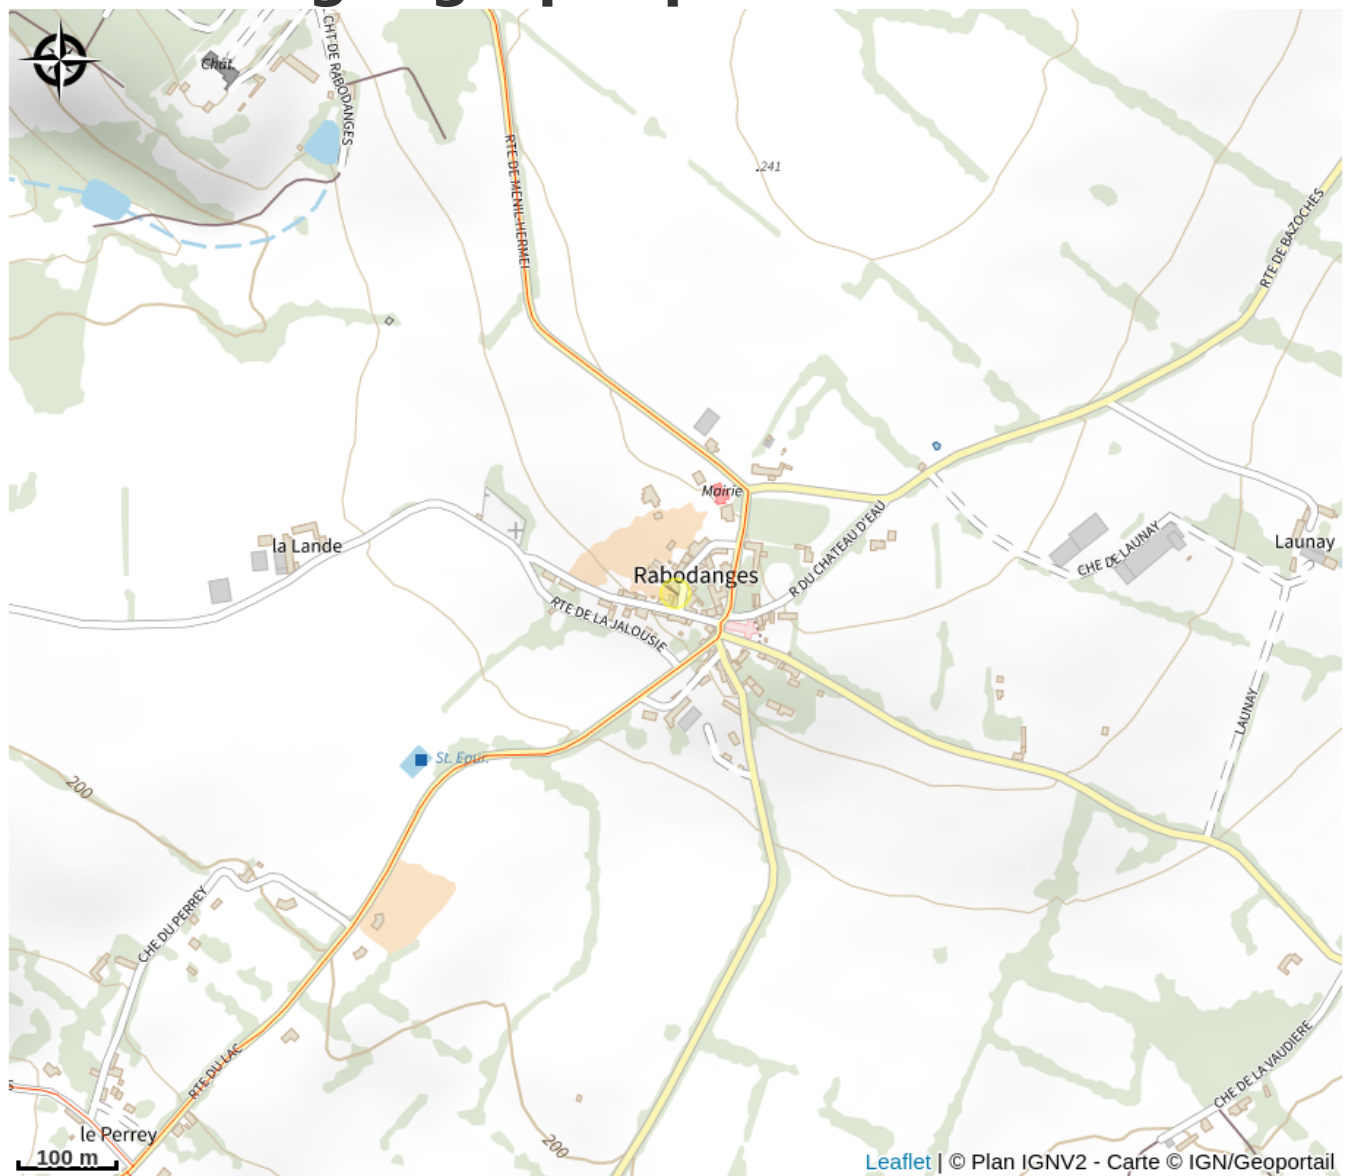 Chât.
CHT DE RABODANGES
RTE DE MENIL-HERMEI
241
RTE DE BAZOCHES
Mairie
la Lande
Rabodanges
R DU CHATEAU D'EAU
CHE DE LAUNAY
Launay
RTE DE LA JALOUSIE
LAUNAY
St. Epur.
200
CHE DU PERREY
RTE DU LAC
CHE DE LA VAUDIERE
le Perrey
200
100 m
Leaflet | © Plan IGNV2 - Carte © IGN/Geoportail